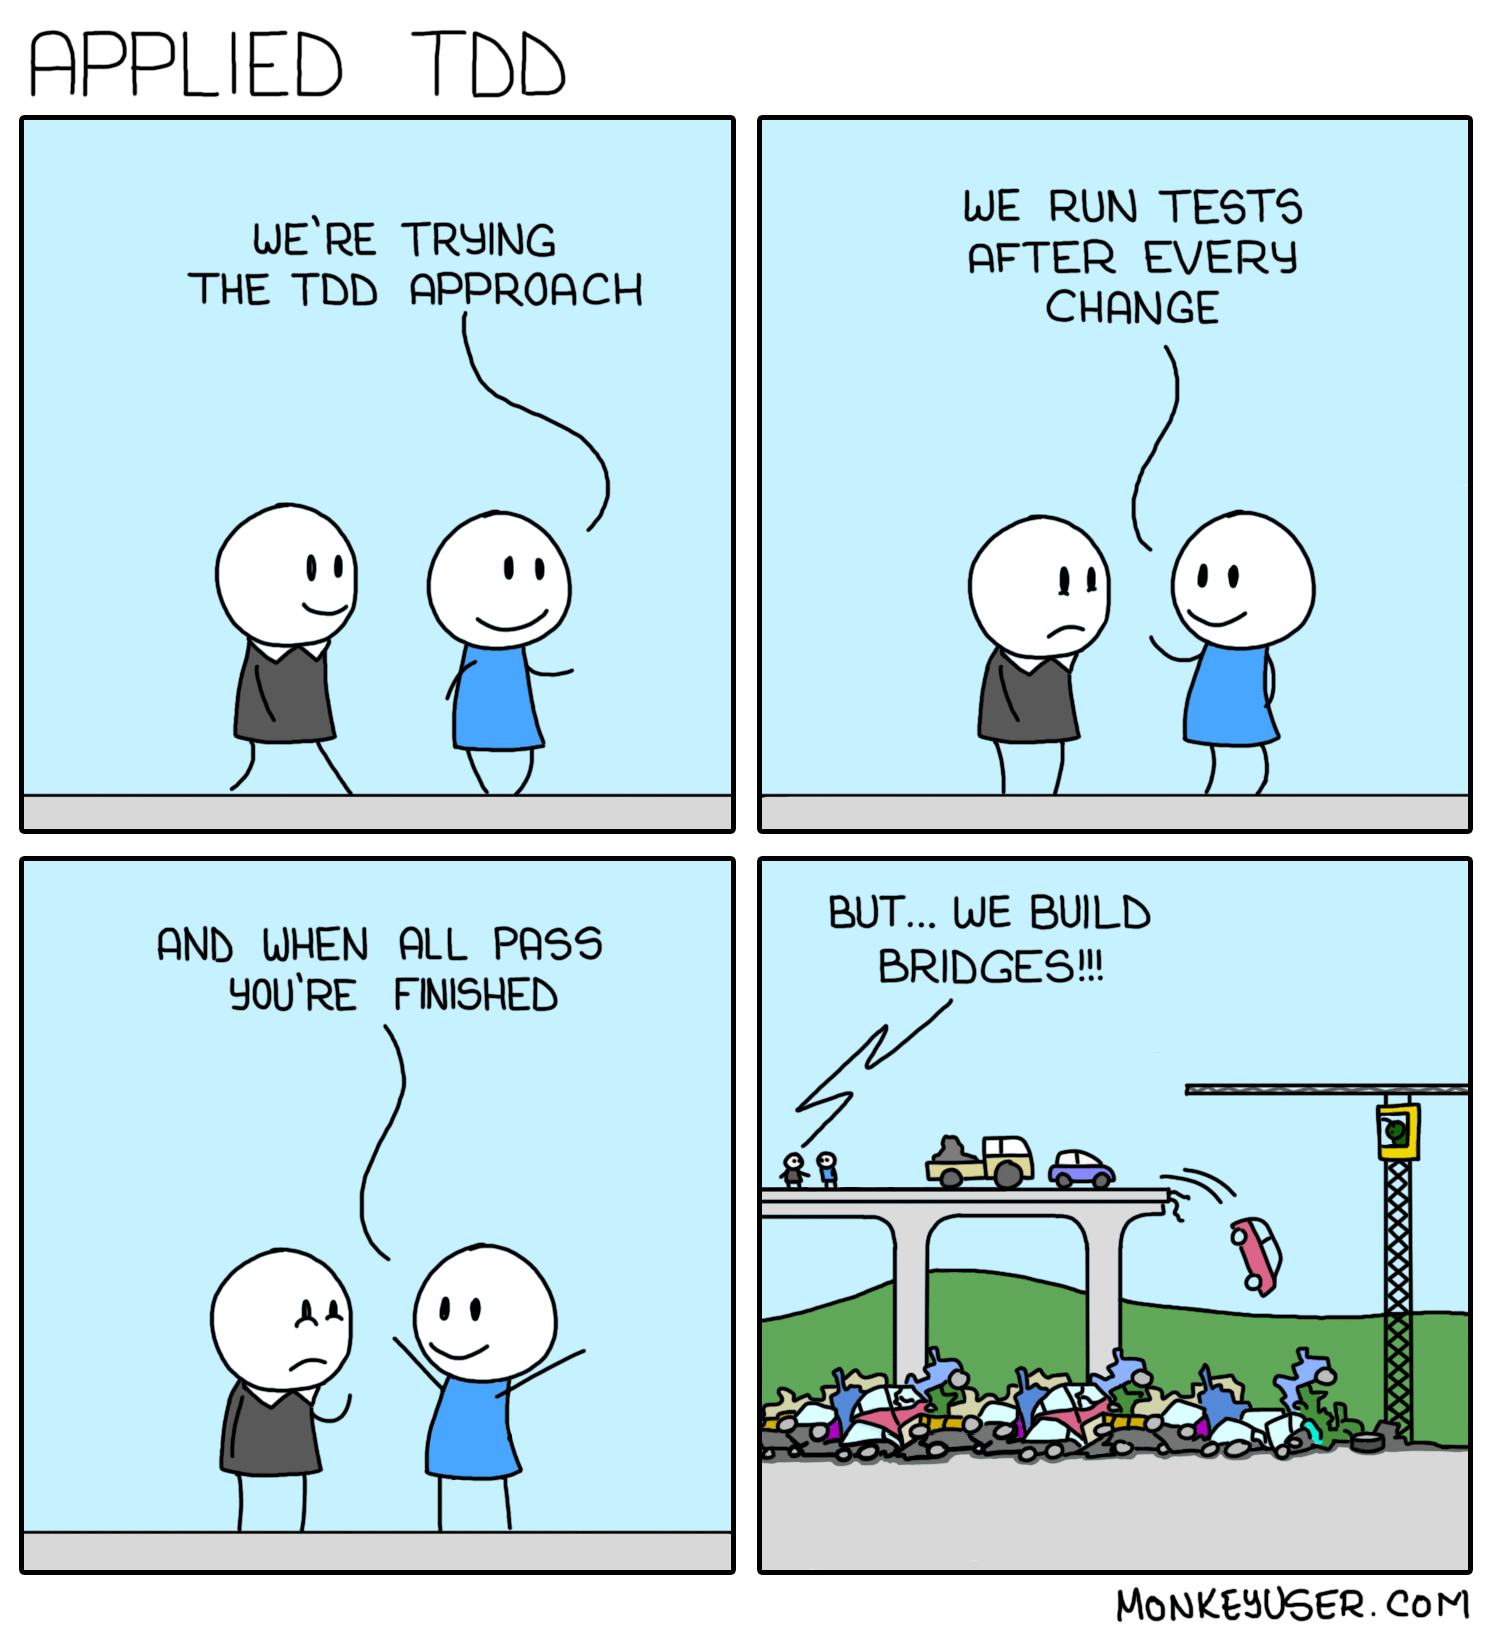 APPLIED TDD
WE'RE TRYING
THE TDD APPROACH
WE RUN TESTS
AFTER EVERY
CHANGE
AND WHEN ALL PASS
YOU'RE FINISHED
BUT... WE BUILD
BRIDGES!!!
MONKEYUSER.COM